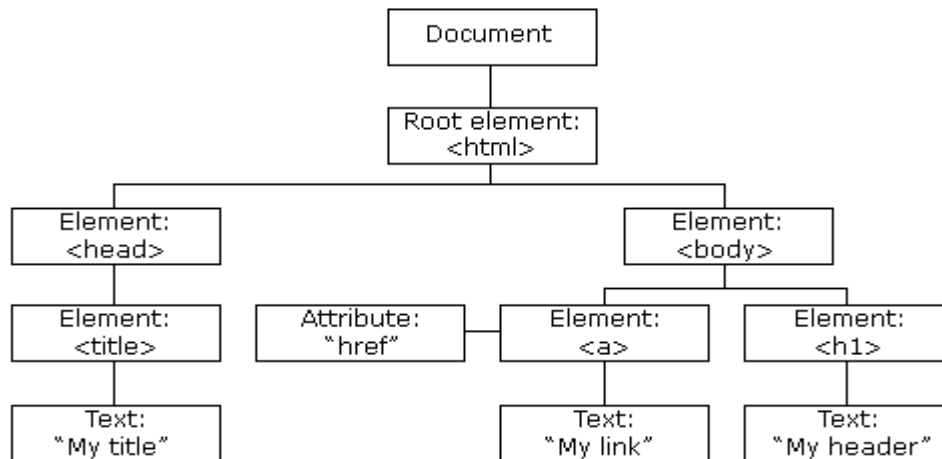 Document
Root element:
<html>
Element:
<head>
Element:
<body>
Element:
<title>
Attribute:
“href”
Element:
<a>
Element:
<h1>
Text:
“My title”
Text:
“My link”
Text:
“My header”